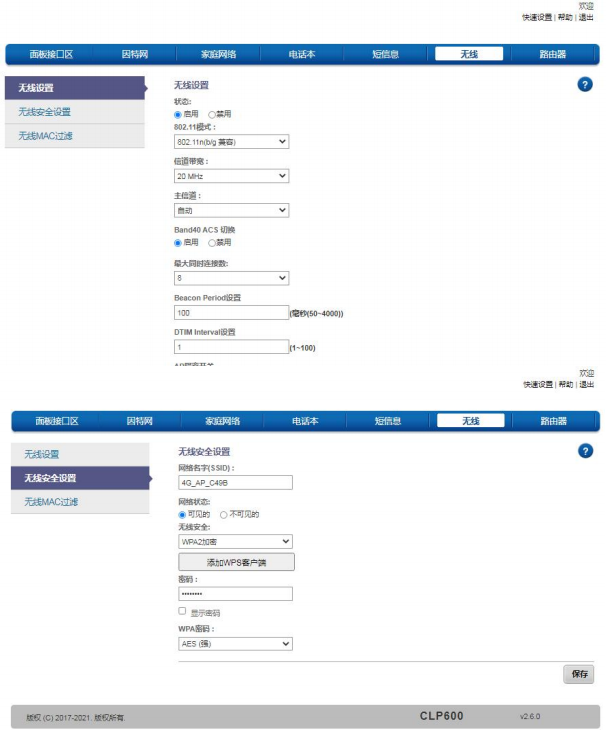 欢迎
快速设置 | 帮助 | 退出
面板接口区 因特网 家庭网络 电话本 短信息 无线 路由器
无线设置
无线安全设置
无线MAC过滤
无线设置
?
状态:
启用 禁用
802.11模式：
802.11n(b/g 兼容)
信道带宽：
20 MHz
主信道：
自动
Band40 ACS 切换
启用 禁用
最大同时连接数:
8
Beacon Period设置
100 (毫秒(50~4000))
DTIM Interval设置
1 (1~100)
欢迎
快速设置 | 帮助 | 退出
面板接口区 因特网 家庭网络 电话本 短信息 无线 路由器
无线设置
无线安全设置
无线MAC过滤
无线安全设置
?
网络名字(SSID)：
4G_AP_C49B
网络状态:
可见的 不可见的
无线安全:
WPA2加密
添加WPS客户端
密码：
••••••••
显示密码
WPA密码：
AES (强)
保存
版权 (C) 2017-2021. 版权所有. CLP600 v2.6.0